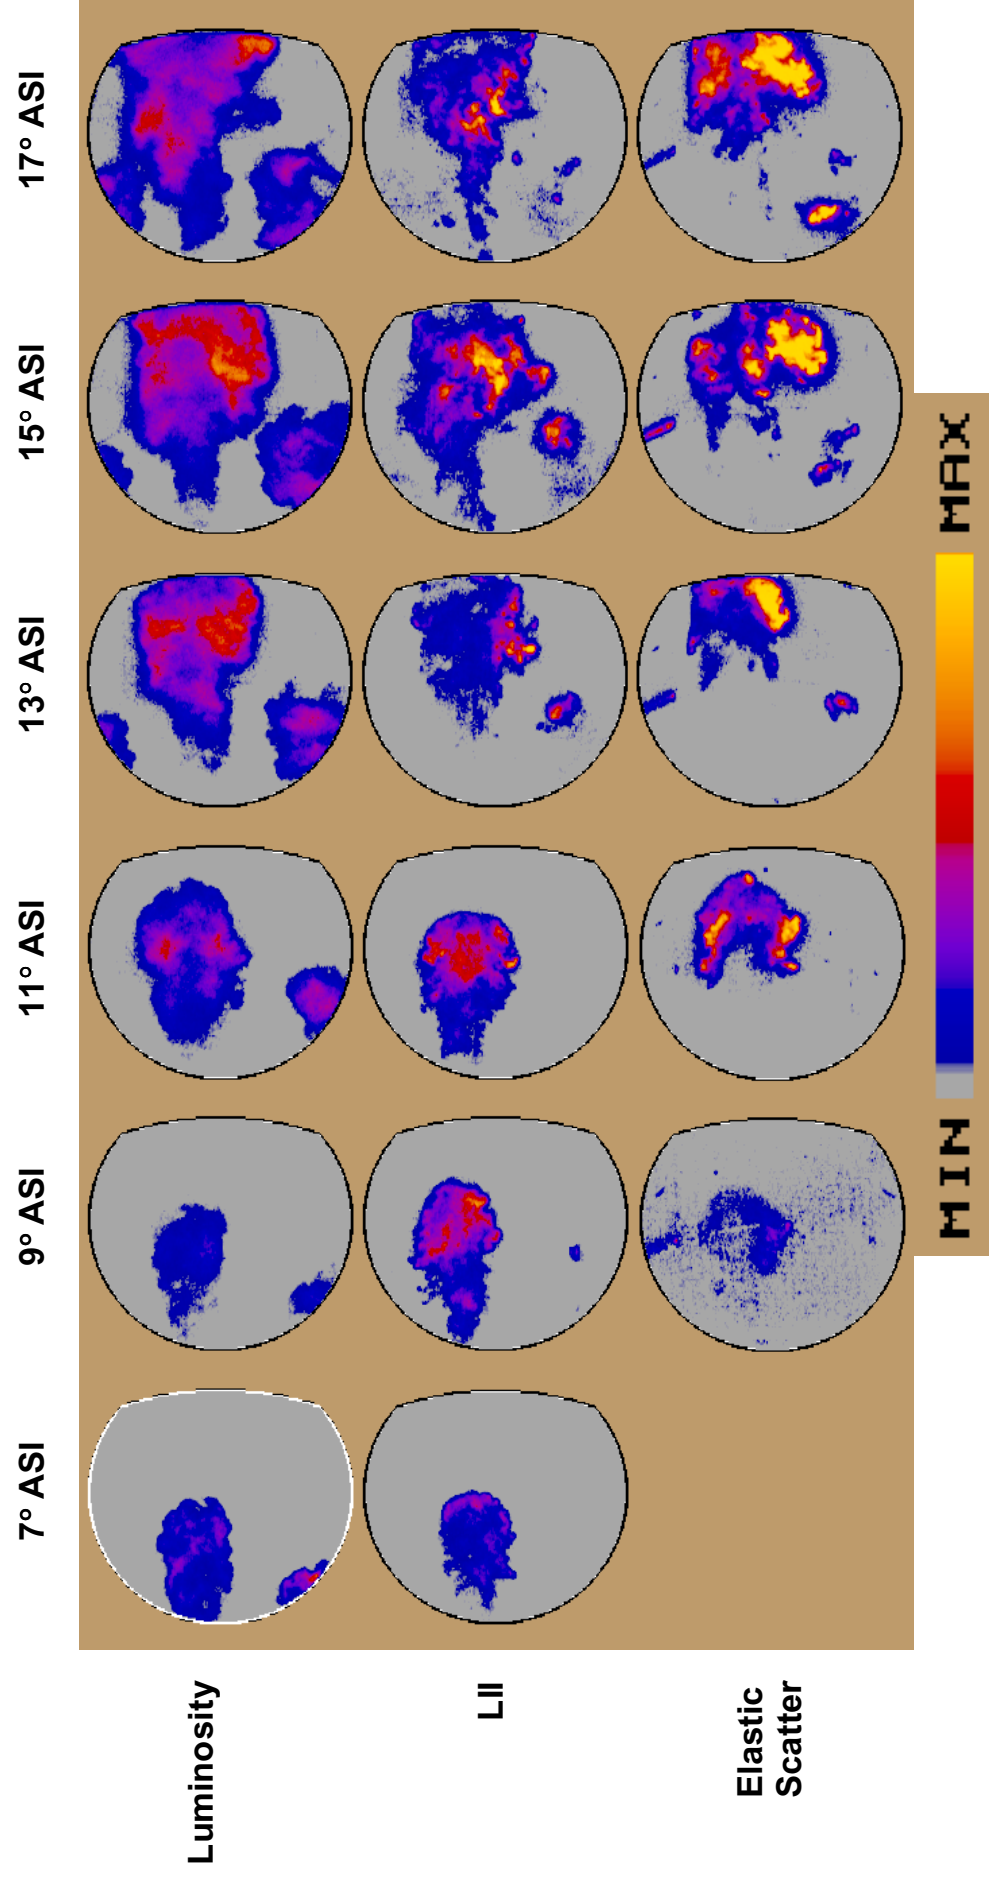 7° ASI
9° ASI
11° ASI
13° ASI
15° ASI
17° ASI
Luminosity
LII
Elastic
Scatter
MIN
MAX